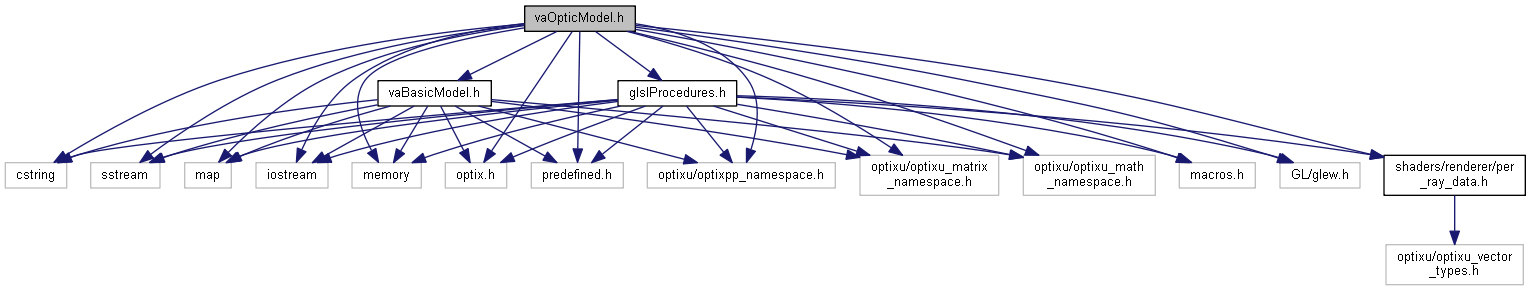 vaOpticModel.h
vaBasicModel.h
glslProcedures.h
cstring
sstream
map
iostream
memory
optix.h
predefined.h
optixu/optixpp_namespace.h
optixu/optixu_matrix
_namespace.h
optixu/optixu_math
_namespace.h
macros.h
GL/glew.h
shaders/renderer/per
_ray_data.h
optixu/optixu_vector
_types.h